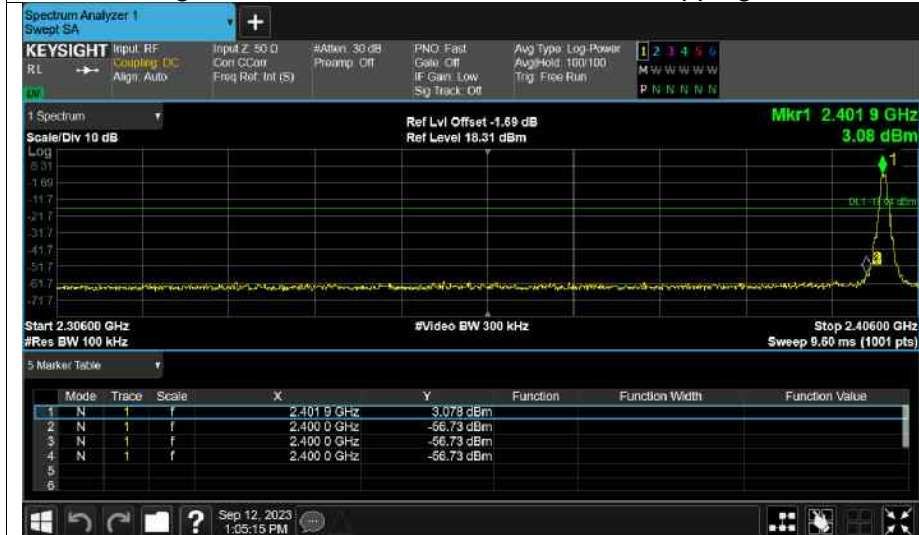 Spectrum Analyzer 1
Swept SA
+
KEYSIGHT Input: RF Input Z: 50 Ω #Atten: 30 dB PNO: Fast Avg Type: Log-Power 1 2 3 4 5 6
RL Coupling: DC Corr CCorr Preamp: Off Gate: Off Avg|Hold: 100/100 M W W W W W
Align: Auto Freq Ref: Int (S) IF Gain: Low Trig: Free Run
Sig Track: Off P N N N N N
1 Spectrum Ref Lvl Offset -1.69 dB Mkr1 2.401 9 GHz
Scale/Div 10 dB Ref Level 18.31 dBm 3.08 dBm
Log
-1.69
-11.7
-21.7
-31.7
-41.7
-51.7
-61.7
-71.7
1
Start 2.30600 GHz #Video BW 300 kHz Stop 2.40600 GHz
#Res BW 100 kHz Sweep 9.60 ms (1001 pts)
5 Marker Table
Mode Trace Scale X Y Function Function Width Function Value
1 N 1 f 2.401 9 GHz 3.078 dBm
2 N 1 f 2.400 0 GHz -56.73 dBm
3 N 1 f 2.400 0 GHz -56.73 dBm
4 N 1 f 2.400 0 GHz -56.73 dBm
5
6
? Sep 12, 2023
1:05:15 PM